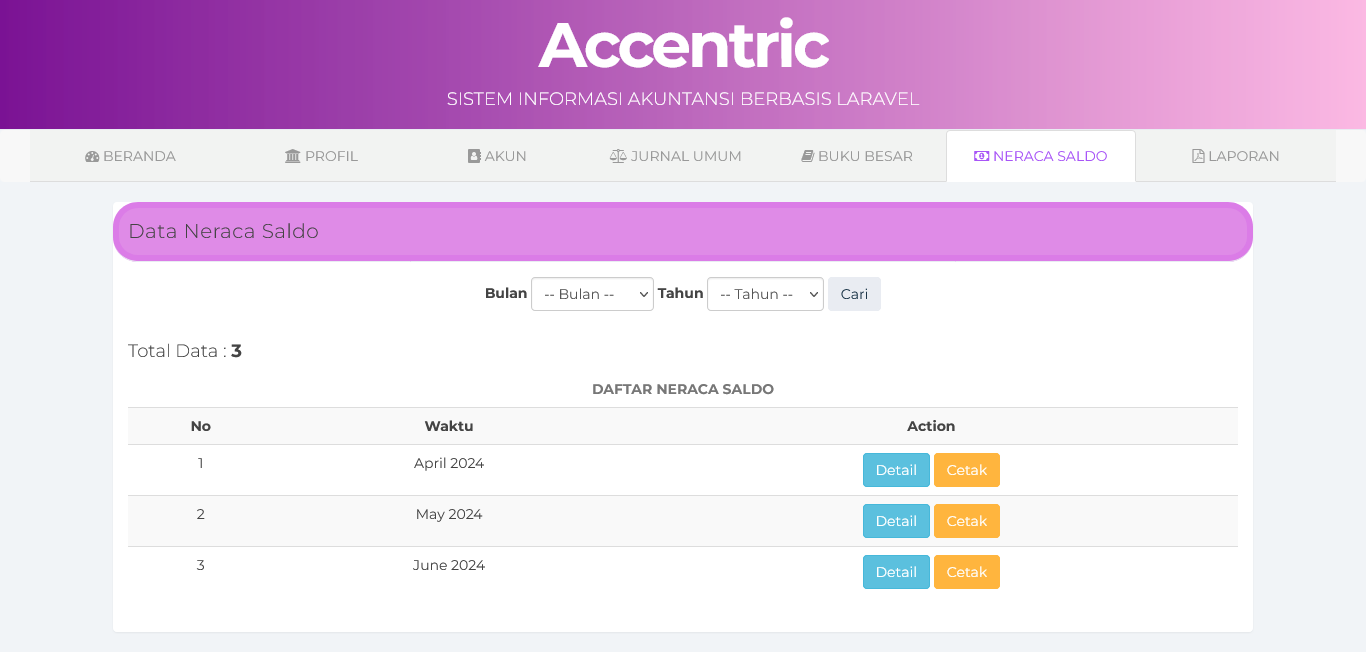 Accentric
SISTEM INFORMASI AKUNTANSI BERBASIS LARAVEL
BERANDA PROFIL AKUN JURNAL UMUM BUKU BESAR NERACA SALDO LAPORAN
Data Neraca Saldo
Bulan -- Bulan -- Tahun -- Tahun -- Cari
Total Data : 3
DAFTAR NERACA SALDO
No Waktu Action
1 April 2024 Detail Cetak
2 May 2024 Detail Cetak
3 June 2024 Detail Cetak